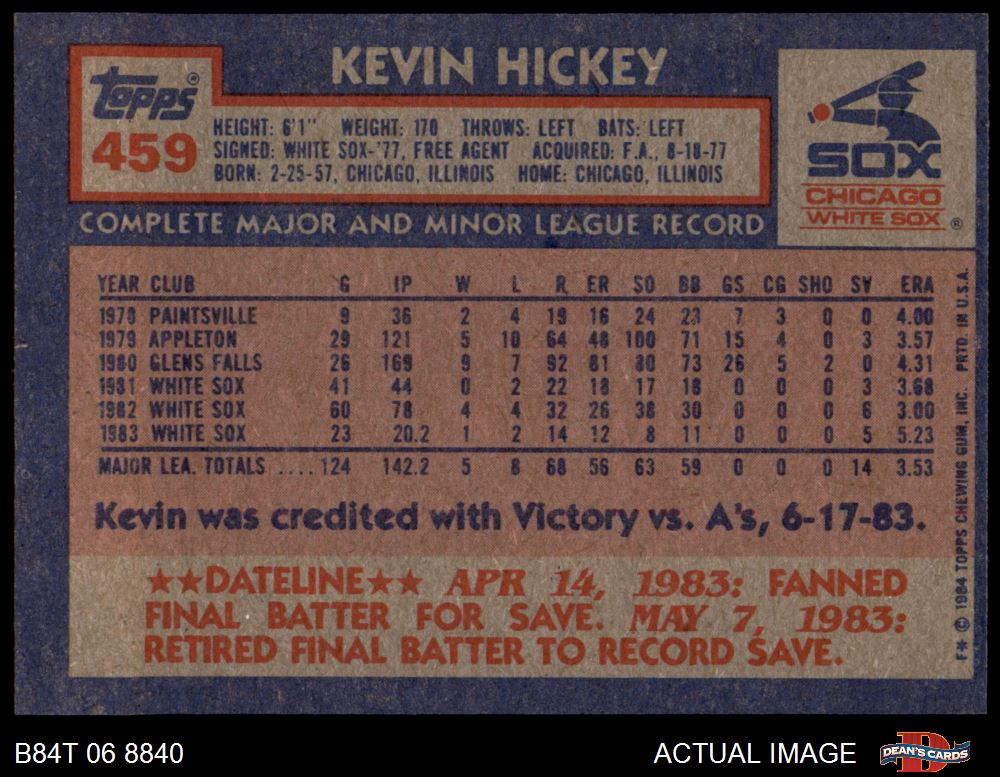 KEVIN HICKEY
Topps®
459
HEIGHT: 6'1" WEIGHT: 170 THROWS: LEFT BATS: LEFT
SIGNED: WHITE SOX-'77, FREE AGENT ACQUIRED: F.A., 8-18-77
BORN: 2-25-57, CHICAGO, ILLINOIS HOME: CHICAGO, ILLINOIS
SOX
CHICAGO
WHITE SOX ®
COMPLETE MAJOR AND MINOR LEAGUE RECORD
YEAR CLUB G IP W L R ER SO BB GS CG SHO SV ERA
1978 PAINTSVILLE 9 36 2 4 19 16 24 23 7 3 0 0 4.00
1979 APPLETON 29 121 5 10 64 48 100 71 15 4 0 3 3.57
1980 GLENS FALLS 26 169 9 7 92 81 80 73 26 5 2 0 4.31
1981 WHITE SOX 41 44 0 2 22 18 17 18 0 0 0 3 3.68
1982 WHITE SOX 60 78 4 4 32 26 38 30 0 0 0 6 3.00
1983 WHITE SOX 23 20.2 1 2 14 12 8 11 0 0 0 5 5.23
MAJOR LEA. TOTALS ....124 142.2 5 8 68 56 63 59 0 0 0 14 3.53
Kevin was credited with Victory vs. A's, 6-17-83.
★★DATELINE★★ APR 14, 1983: FANNED
FINAL BATTER FOR SAVE. MAY 7, 1983:
RETIRED FINAL BATTER TO RECORD SAVE.
F* © 1984 TOPPS CHEWING GUM, INC. PRTD. IN U.S.A.
B84T 06 8840
ACTUAL IMAGE
DEAN'S CARDS